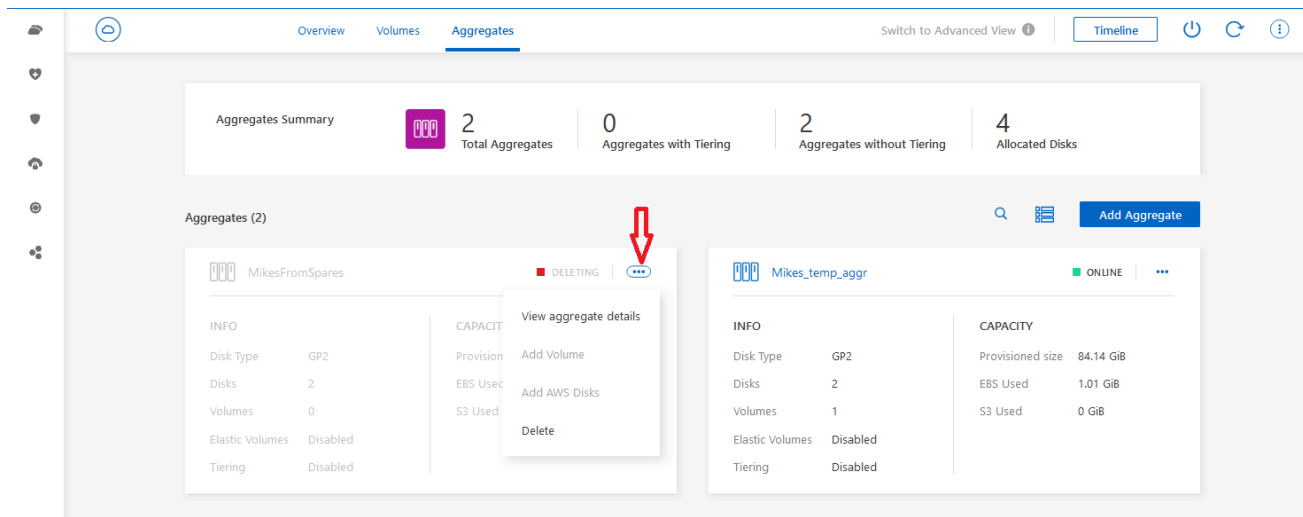 Overview Volumes Aggregates Switch to Advanced View Timeline
Aggregates Summary
2
Total Aggregates
0
Aggregates with Tiering
2
Aggregates without Tiering
4
Allocated Disks
Aggregates (2)
Add Aggregate
MikesFromSpares DELETING
INFO
Disk Type GP2
Disks 2
Volumes 0
Elastic Volumes Disabled
Tiering Disabled
CAPACIT
Provision
EBS Used
S3 Used
View aggregate details
Add Volume
Add AWS Disks
Delete
Mikes_temp_aggr ONLINE
INFO
Disk Type GP2
Disks 2
Volumes 1
Elastic Volumes Disabled
Tiering Disabled
CAPACITY
Provisioned size 84.14 GiB
EBS Used 1.01 GiB
S3 Used 0 GiB